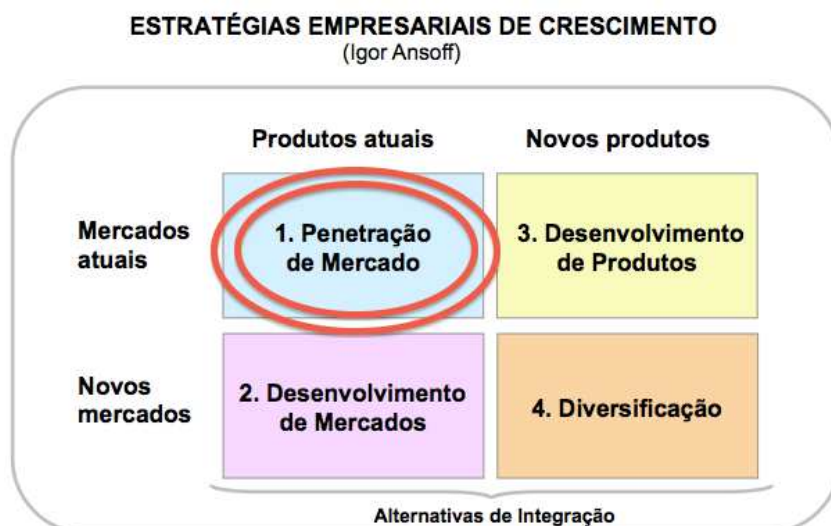 ESTRATÉGIAS EMPRESARIAIS DE CRESCIMENTO
(Igor Ansoff)
Produtos atuais
Novos produtos
Mercados
atuais
1. Penetração
de Mercado
3. Desenvolvimento
de Produtos
Novos
mercados
2. Desenvolvimento
de Mercados
4. Diversificação
Alternativas de Integração